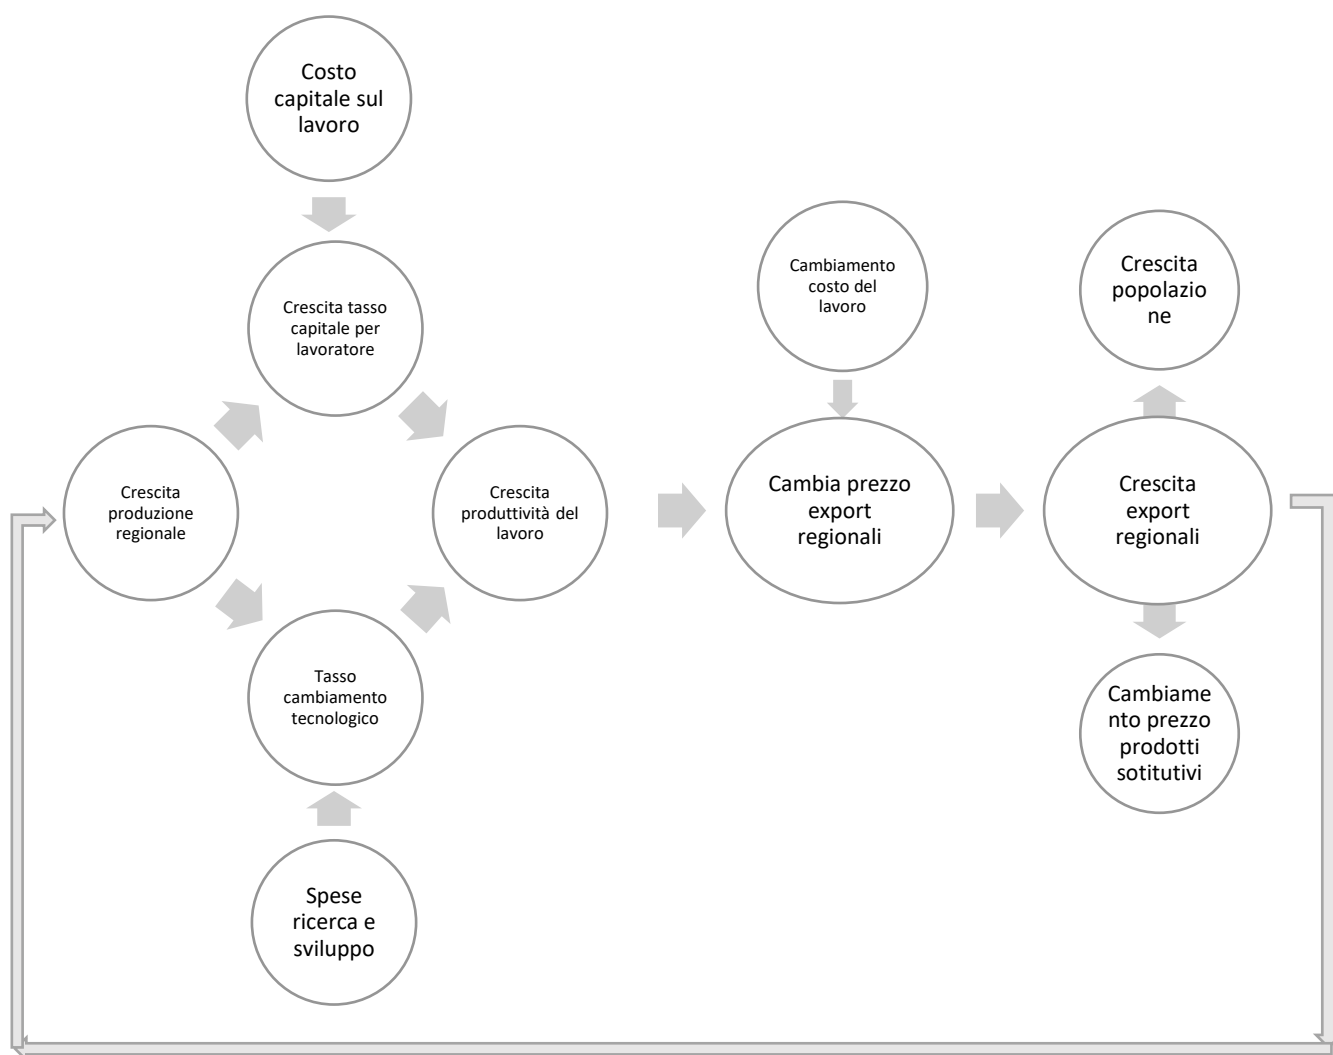 Costo
capitale sul
lavoro
Crescita tasso
capitale per
lavoratore
Crescita
produzione
regionale
Crescita
produttività del
lavoro
Tasso
cambiamento
tecnologico
Spese
ricerca e
sviluppo
Cambiamento
costo del
lavoro
Cambia prezzo
export
regionali
Crescita
popolazio
ne
Crescita
export
regionali
Cambiame
nto prezzo
prodotti
sotitutivi